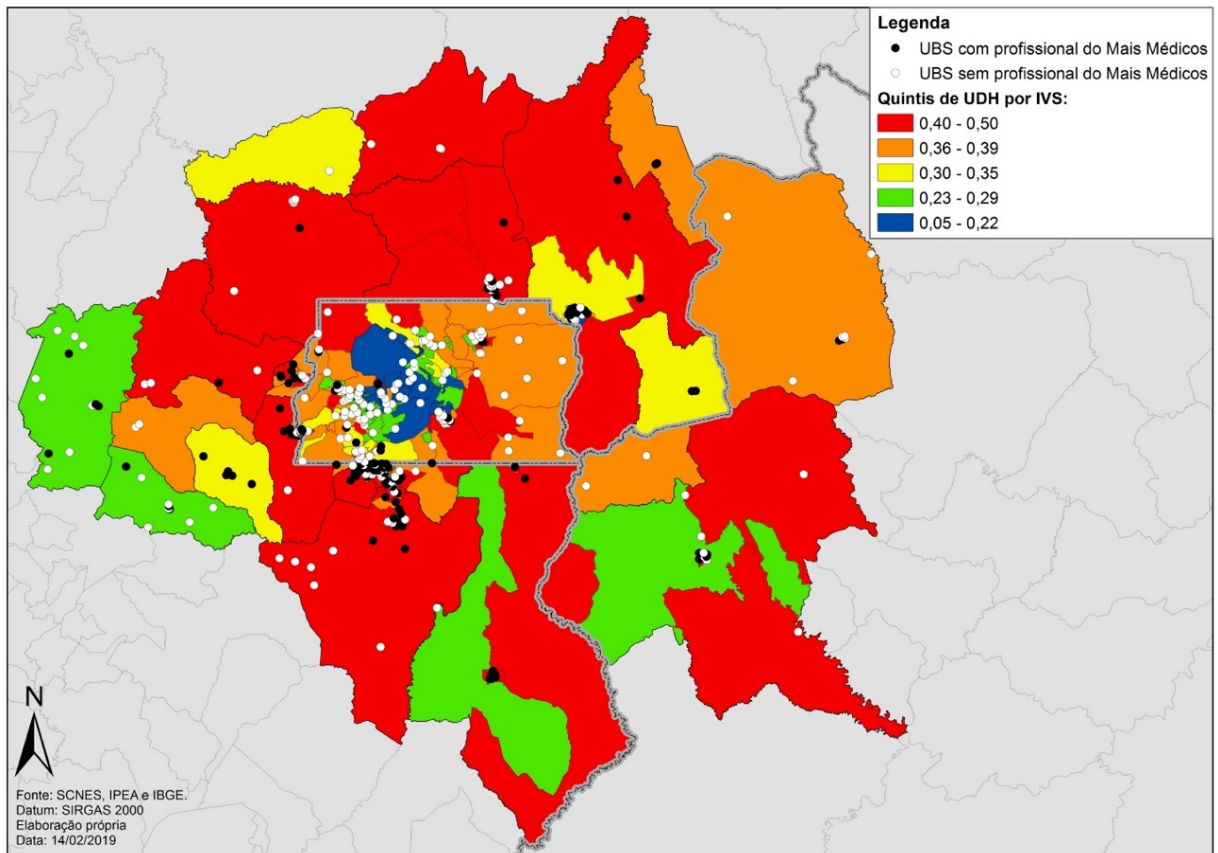 Legenda
UBS com profissional do Mais Médicos
UBS sem profissional do Mais Médicos
Quintis de UDH por IVS:
0,40 - 0,50
0,36 - 0,39
0,30 - 0,35
0,23 - 0,29
0,05 - 0,22
N
Fonte: SCNES, IPEA e IBGE.
Datum: SIRGAS 2000
Elaboração própria
Data: 14/02/2019